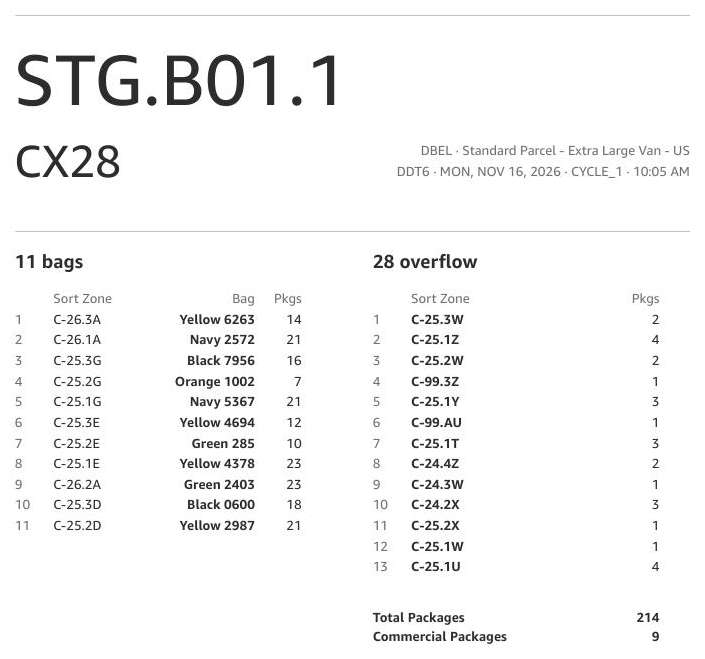 STG.B01.1
CX28
DBEL · Standard Parcel - Extra Large Van - US
DDT6 · MON, NOV 16, 2026 · CYCLE_1 · 10:05 AM
11 bags
Sort Zone Bag Pkgs
1 C-26.3A Yellow 6263 14
2 C-26.1A Navy 2572 21
3 C-25.3G Black 7956 16
4 C-25.2G Orange 1002 7
5 C-25.1G Navy 5367 21
6 C-25.3E Yellow 4694 12
7 C-25.2E Green 285 10
8 C-25.1E Yellow 4378 23
9 C-26.2A Green 2403 23
10 C-25.3D Black 0600 18
11 C-25.2D Yellow 2987 21
28 overflow
Sort Zone Pkgs
1 C-25.3W 2
2 C-25.1Z 4
3 C-25.2W 2
4 C-99.3Z 1
5 C-25.1Y 3
6 C-99.AU 1
7 C-25.1T 3
8 C-24.4Z 2
9 C-24.3W 1
10 C-24.2X 3
11 C-25.2X 1
12 C-25.1W 1
13 C-25.1U 4
Total Packages 214
Commercial Packages 9